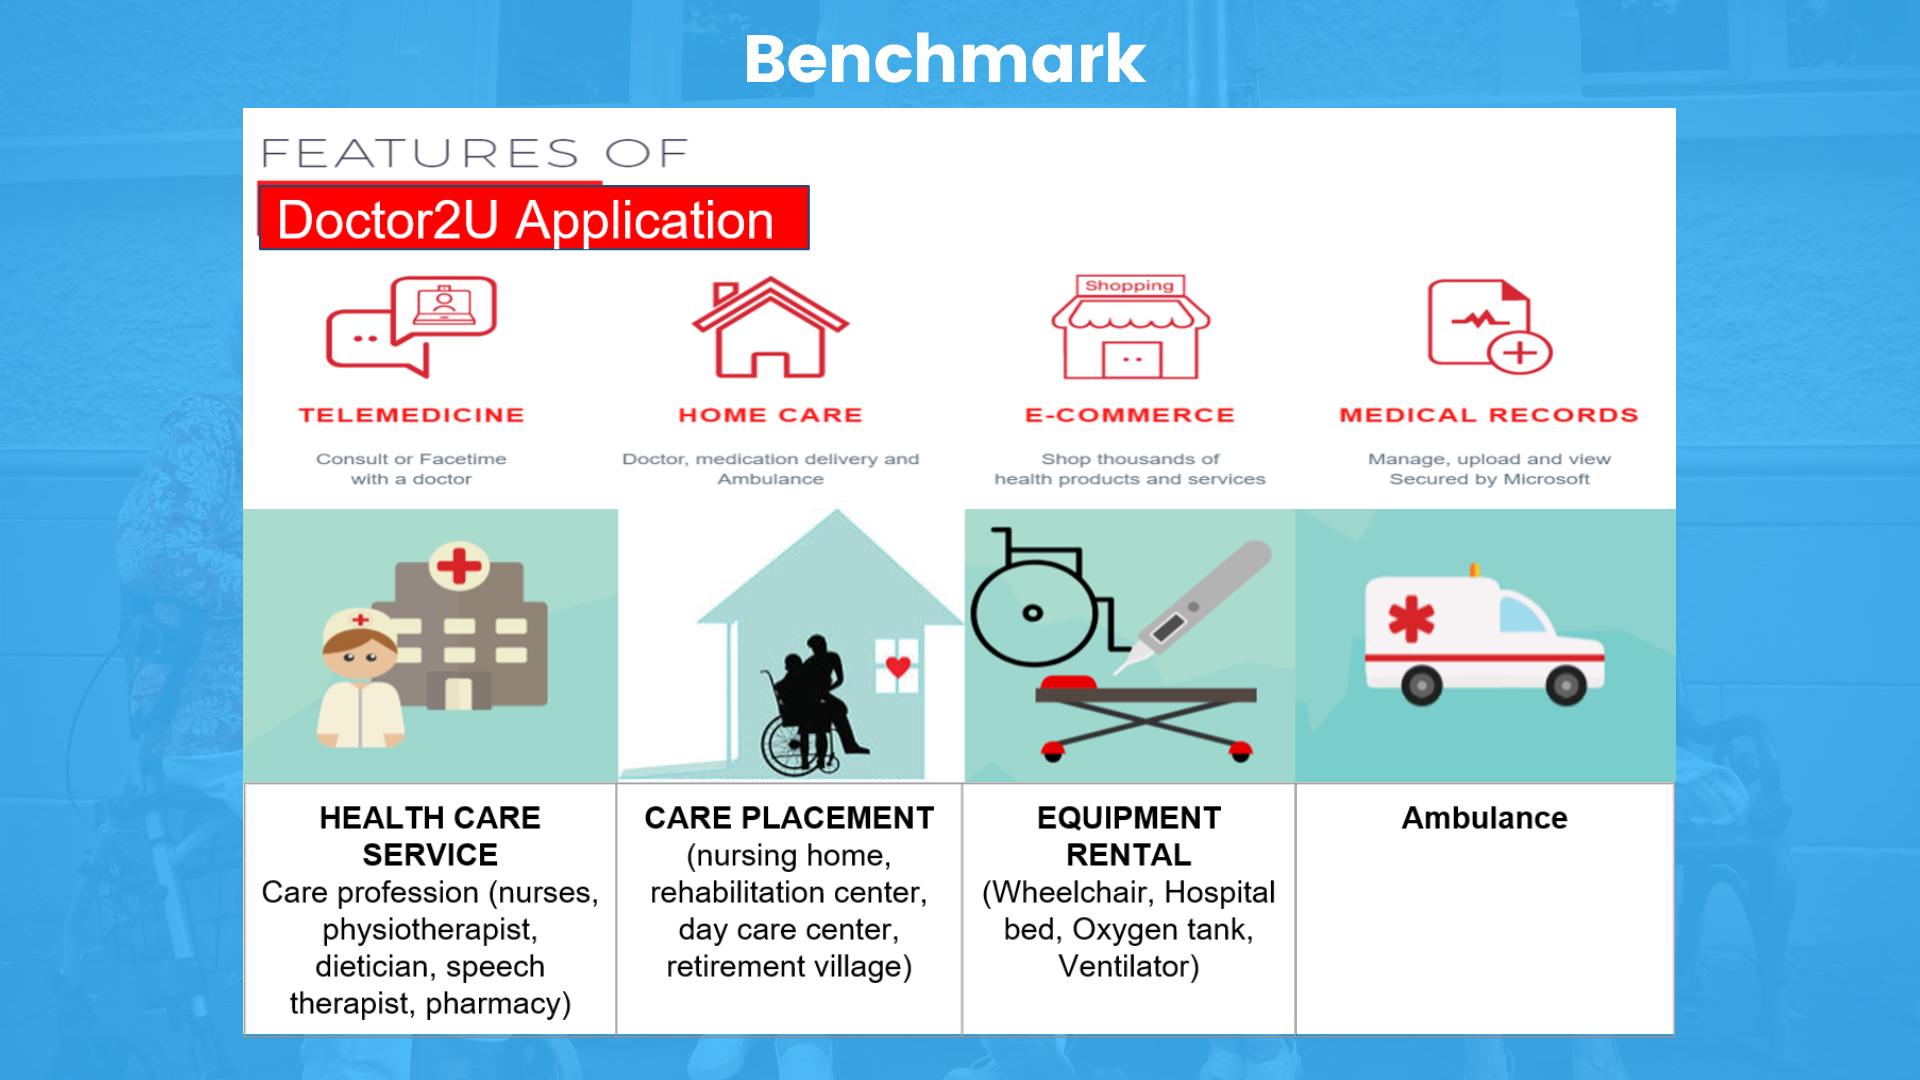 Benchmark
FEATURES OF
Doctor2U Application
Shopping
TELEMEDICINE
Consult or Facetime
with a doctor
HOME CARE
Doctor, medication delivery and
Ambulance
E-COMMERCE
Shop thousands of
health products and services
MEDICAL RECORDS
Manage, upload and view
Secured by Microsoft
HEALTH CARE
SERVICE
Care profession (nurses,
physiotherapist,
dietician, speech
therapist, pharmacy)
CARE PLACEMENT
(nursing home,
rehabilitation center,
day care center,
retirement village)
EQUIPMENT
RENTAL
(Wheelchair, Hospital
bed, Oxygen tank,
Ventilator)
Ambulance